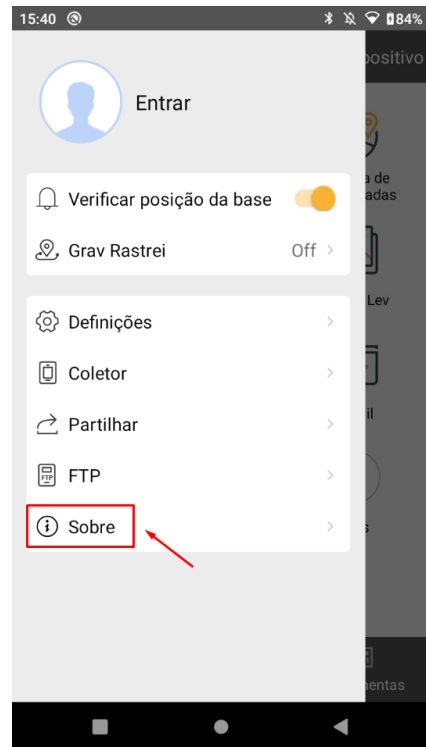 15:40 84%
Entrar
Verificar posição da base
Grav Rastrei Off
Definições
Coletor
Partilhar
FTP
Sobre